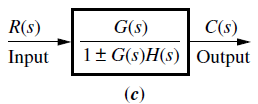 R(s) G(s) C(s)
Input 1 ± G(s)H(s) Output
(c)